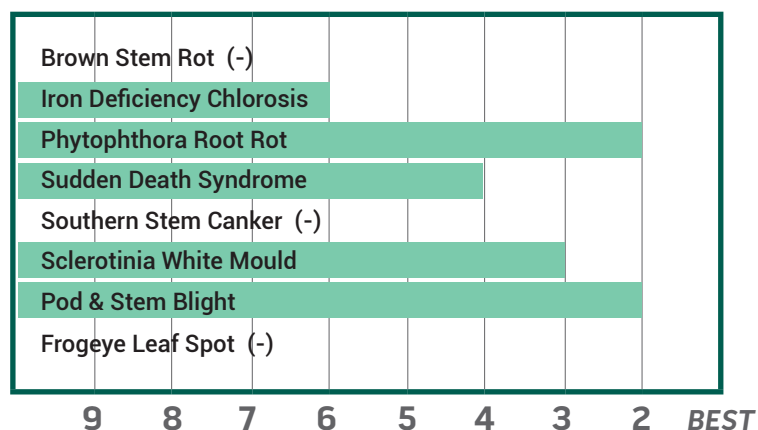 Brown Stem Rot (-)
Iron Deficiency Chlorosis
Phytophthora Root Rot
Sudden Death Syndrome
Southern Stem Canker (-)
Sclerotinia White Mould
Pod & Stem Blight
Frogeye Leaf Spot (-)
9 8 7 6 5 4 3 2 BEST